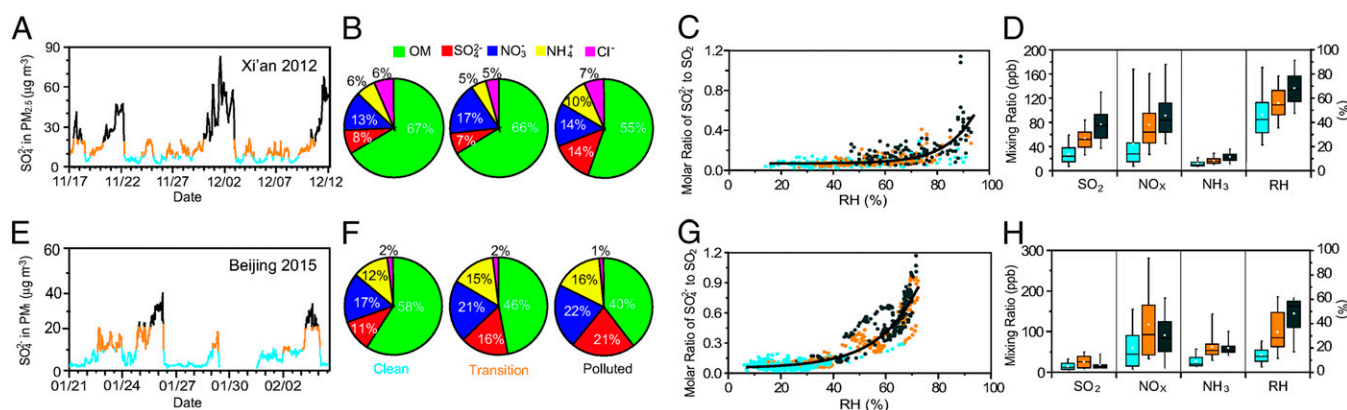 A
SO₄²⁻ in PM₂.₅ (µg m⁻³)
90
60
30
0
Xi'an 2012
11/17 11/22 11/27 12/02 12/07 12/12
Date
B
OM SO₄²⁻ NO₃⁻ NH₄⁺ Cl⁻
6% 6% 13% 8% 67%
5% 5% 17% 7% 66%
7% 10% 14% 14% 55%
C
Molar Ratio of SO₄²⁻ to SO₂
1.2
0.8
0.4
0.0
0 20 40 60 80 100
RH (%)
D
Mixing Ratio (ppb)
200
160
120
80
40
0
100
80
60
40
20
0
(%)
SO₂ NOₓ NH₃ RH
E
SO₄²⁻ in PM₁ (µg m⁻³)
60
40
20
0
Beijing 2015
01/21 01/24 01/27 01/30 02/02
Date
F
2% 12% 17% 11% 58%
2% 15% 21% 16% 46%
1% 16% 22% 21% 40%
Clean Transition Polluted
G
Molar Ratio of SO₄²⁻ to SO₂
1.2
0.9
0.6
0.3
0.0
0 20 40 60 80 100
RH (%)
H
Mixing Ratio (ppb)
300
200
100
0
100
80
60
40
20
0
(%)
SO₂ NOₓ NH₃ RH